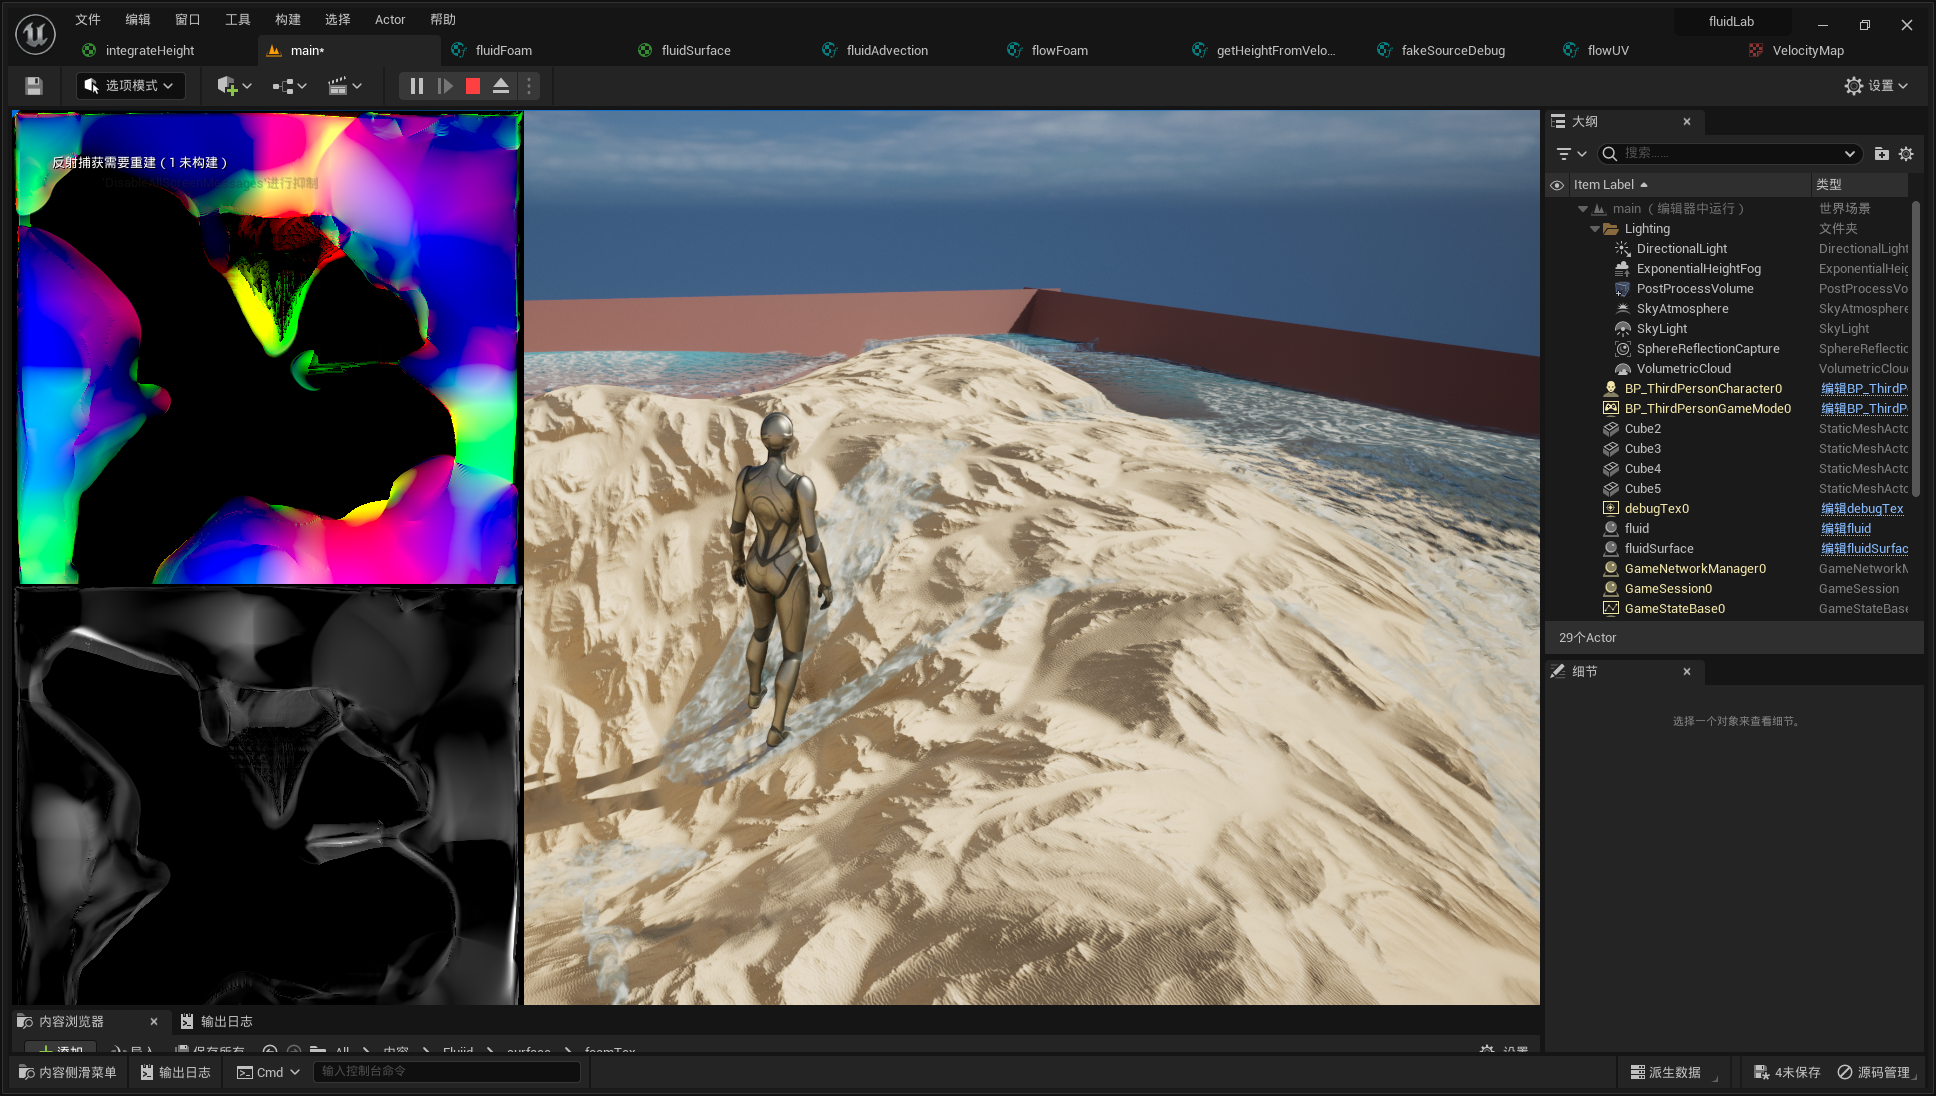 文件 编辑 窗口 工具 构建 选择 Actor 帮助
fluidLab
integrateHeight
main*
fluidFoam
fluidSurface
fluidAdvection
flowFoam
getHeightFromVelo...
fakeSourceDebug
flowUV
VelocityMap
选项模式
设置
反射捕获需要重建 ( 1 未构建 )
'DisableAllScreenMessages'进行抑制
大纲
搜索......
Item Label 类型
main （编辑器中运行） 世界场景
Lighting 文件夹
DirectionalLight DirectionalLight
ExponentialHeightFog ExponentialHeig
PostProcessVolume PostProcessVo
SkyAtmosphere SkyAtmosphere
SkyLight SkyLight
SphereReflectionCapture SphereReflectic
VolumetricCloud VolumetricClou
BP_ThirdPersonCharacter0 编辑BP_ThirdP
BP_ThirdPersonGameMode0 编辑BP_ThirdP
Cube2 StaticMeshActo
Cube3 StaticMeshActo
Cube4 StaticMeshActo
Cube5 StaticMeshActo
debugTex0 编辑debugTex
fluid 编辑fluid
fluidSurface 编辑fluidSurfac
GameNetworkManager0 GameNetworkM
GameSession0 GameSession
GameStateBase0 GameStateBase
29个Actor
细节
选择一个对象来查看细节。
内容浏览器
输出日志
添加 导入 保存所有 All 内容 Fluiid surface foamTex 设置
内容侧滑菜单
输出日志
Cmd
输入控制台命令
派生数据
4未保存
源码管理